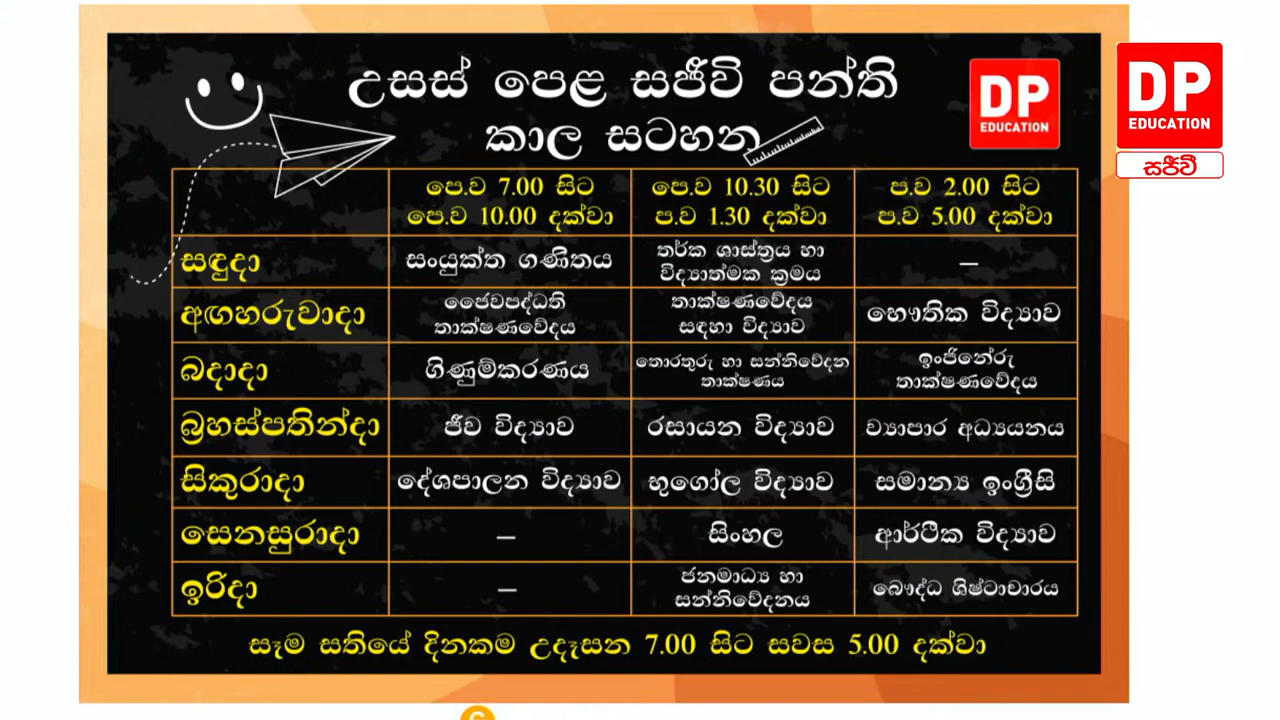 උසස් පෙළ සජීවි පන්ති
කාල සටහන
DP
EDUCATION
DP
EDUCATION
සජීවී
පෙ.ව 7.00 සිට
පෙ.ව 10.00 දක්වා
පෙ.ව 10.30 සිට
ප.ව 1.30 දක්වා
ප.ව 2.00 සිට
ප.ව 5.00 දක්වා
සඳුදා
සංයුක්ත ගණිතය
තර්ක ශාස්ත්‍රය හා
විද්‍යාත්මක ක්‍රමය
–
අඟහරුවාදා
ජෛවපද්ධති
තාක්ෂණවේදය
තාක්ෂණවේදය
සඳහා විද්‍යාව
භෞතික විද්‍යාව
බදාදා
ගිණුම්කරණය
තොරතුරු හා සන්නිවේදන
තාක්ෂණය
ඉංජිනේරු
තාක්ෂණවේදය
බ්‍රහස්පතින්දා
ජීව විද්‍යාව
රසායන විද්‍යාව
ව්‍යාපාර අධ්‍යයනය
සිකුරාදා
දේශපාලන විද්‍යාව
භූගෝල විද්‍යාව
සමාන්‍ය ඉංග්‍රීසි
සෙනසුරාදා
–
සිංහල
ආර්ථික විද්‍යාව
ඉරිදා
–
ජනමාධ්‍ය හා
සන්නිවේදනය
බෞද්ධ ශිෂ්ටාචාරය
සෑම සතියේ දිනකම උදෑසන 7.00 සිට සවස 5.00 දක්වා